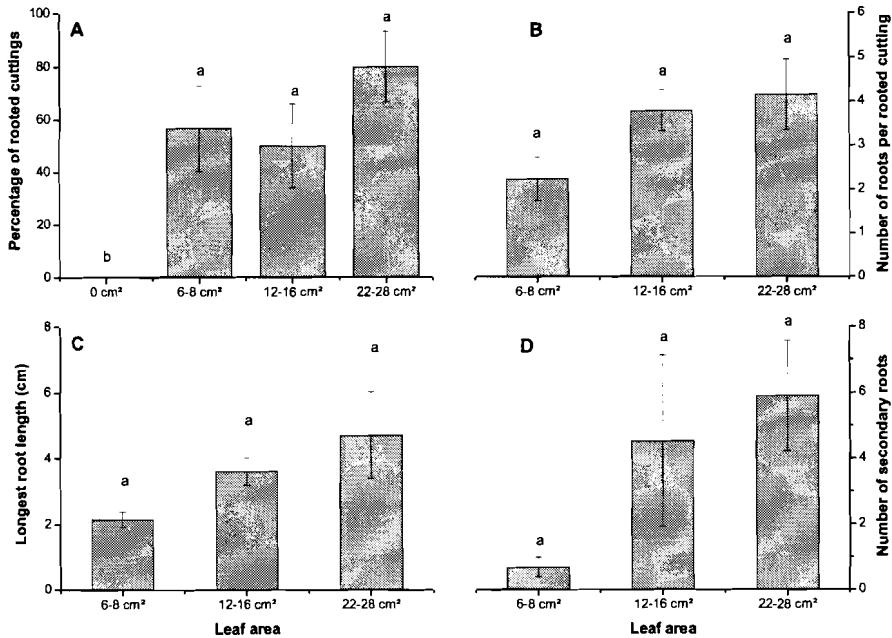 A
Percentage of rooted cuttings
100
80
60
40
20
0
b
a
a
a
0 cm²
6-8 cm²
12-16 cm²
22-28 cm²
B
6
5
4
3
2
1
0
Number of roots per rooted cutting
a
a
a
6-8 cm²
12-16 cm²
22-28 cm²
C
Longest root length (cm)
8
6
4
2
0
a
a
a
6-8 cm²
12-16 cm²
22-28 cm²
Leaf area
D
8
6
4
2
0
Number of secondary roots
a
a
a
6-8 cm²
12-16 cm²
22-28 cm²
Leaf area